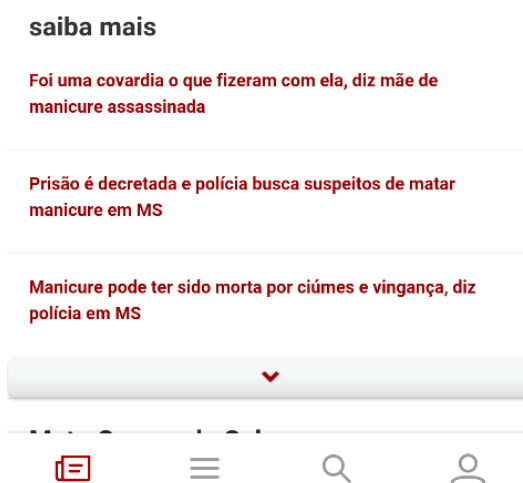 saiba mais
Foi uma covardia o que fizeram com ela, diz mãe de
manicure assassinada
Prisão é decretada e polícia busca suspeitos de matar
manicure em MS
Manicure pode ter sido morta por ciúmes e vingança, diz
polícia em MS